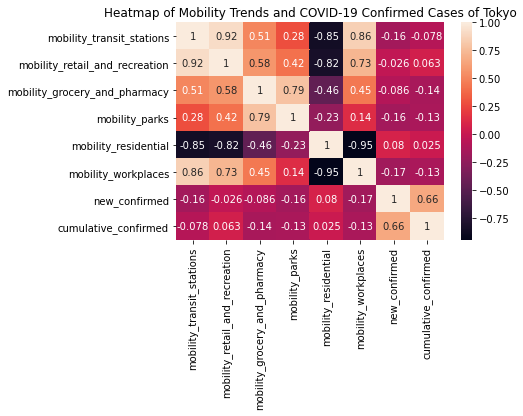 Heatmap of Mobility Trends and COVID-19 Confirmed Cases of Tokyo
mobility_transit_stations 1 0.92 0.51 0.28 -0.85 0.86 -0.16 -0.078
mobility_retail_and_recreation 0.92 1 0.58 0.42 -0.82 0.73 -0.026 0.063
mobility_grocery_and_pharmacy 0.51 0.58 1 0.79 -0.46 0.45 -0.086 -0.14
mobility_parks 0.28 0.42 0.79 1 -0.23 0.14 -0.16 -0.13
mobility_residential -0.85 -0.82 -0.46 -0.23 1 -0.95 0.08 0.025
mobility_workplaces 0.86 0.73 0.45 0.14 -0.95 1 -0.17 -0.13
new_confirmed -0.16 -0.026 -0.086 -0.16 0.08 -0.17 1 0.66
cumulative_confirmed -0.078 0.063 -0.14 -0.13 0.025 -0.13 0.66 1
mobility_transit_stations
mobility_retail_and_recreation
mobility_grocery_and_pharmacy
mobility_parks
mobility_residential
mobility_workplaces
new_confirmed
cumulative_confirmed
1.00
0.75
0.50
0.25
0.00
−0.25
−0.50
−0.75